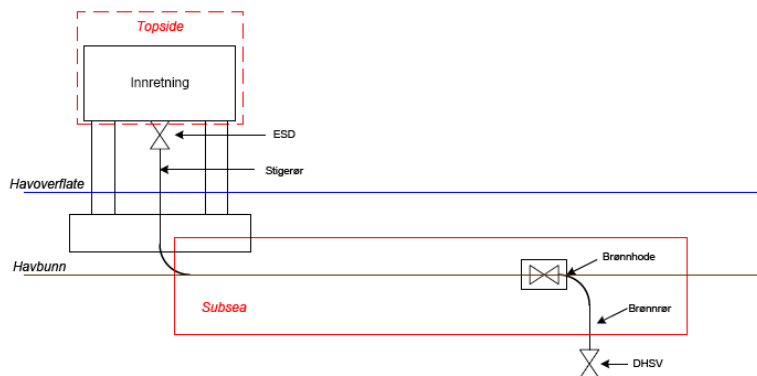 Topside
Innretning
ESD
Stigerør
Havoverflate
Havbunn
Brønnhode
Subsea
Brønnrør
DHSV